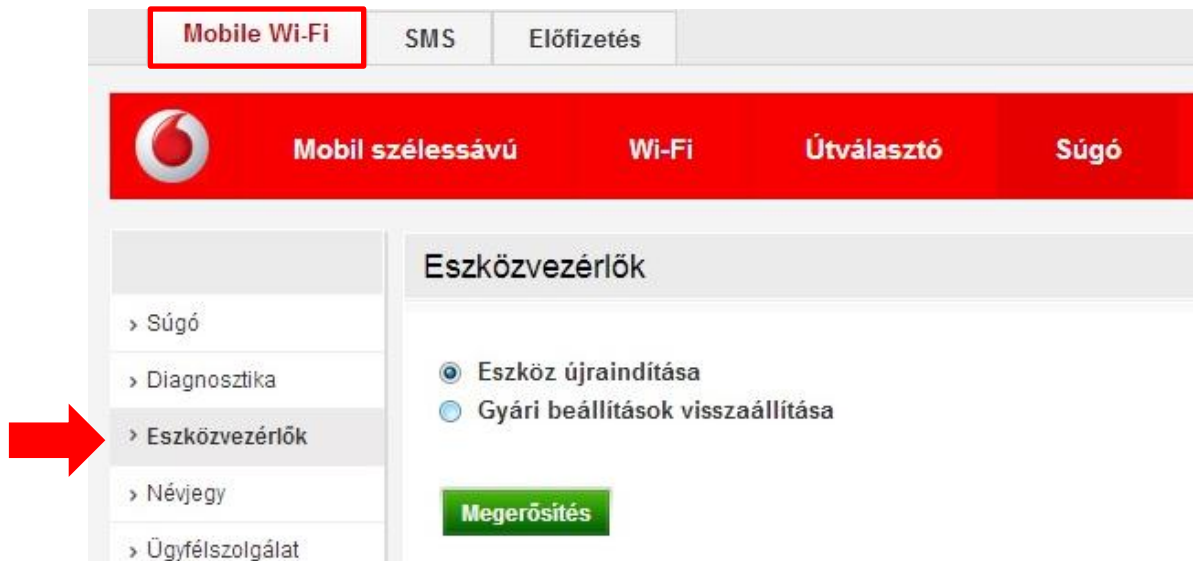 Mobile Wi-Fi SMS Előfizetés
Mobil szélessávú Wi-Fi Útválasztó Súgó
Eszközvezérlők
› Súgó
› Diagnosztika
› Eszközvezérlők
› Névjegy
› Ügyfélszolgálat
Eszköz újraindítása
Gyári beállítások visszaállítása
Megerősítés